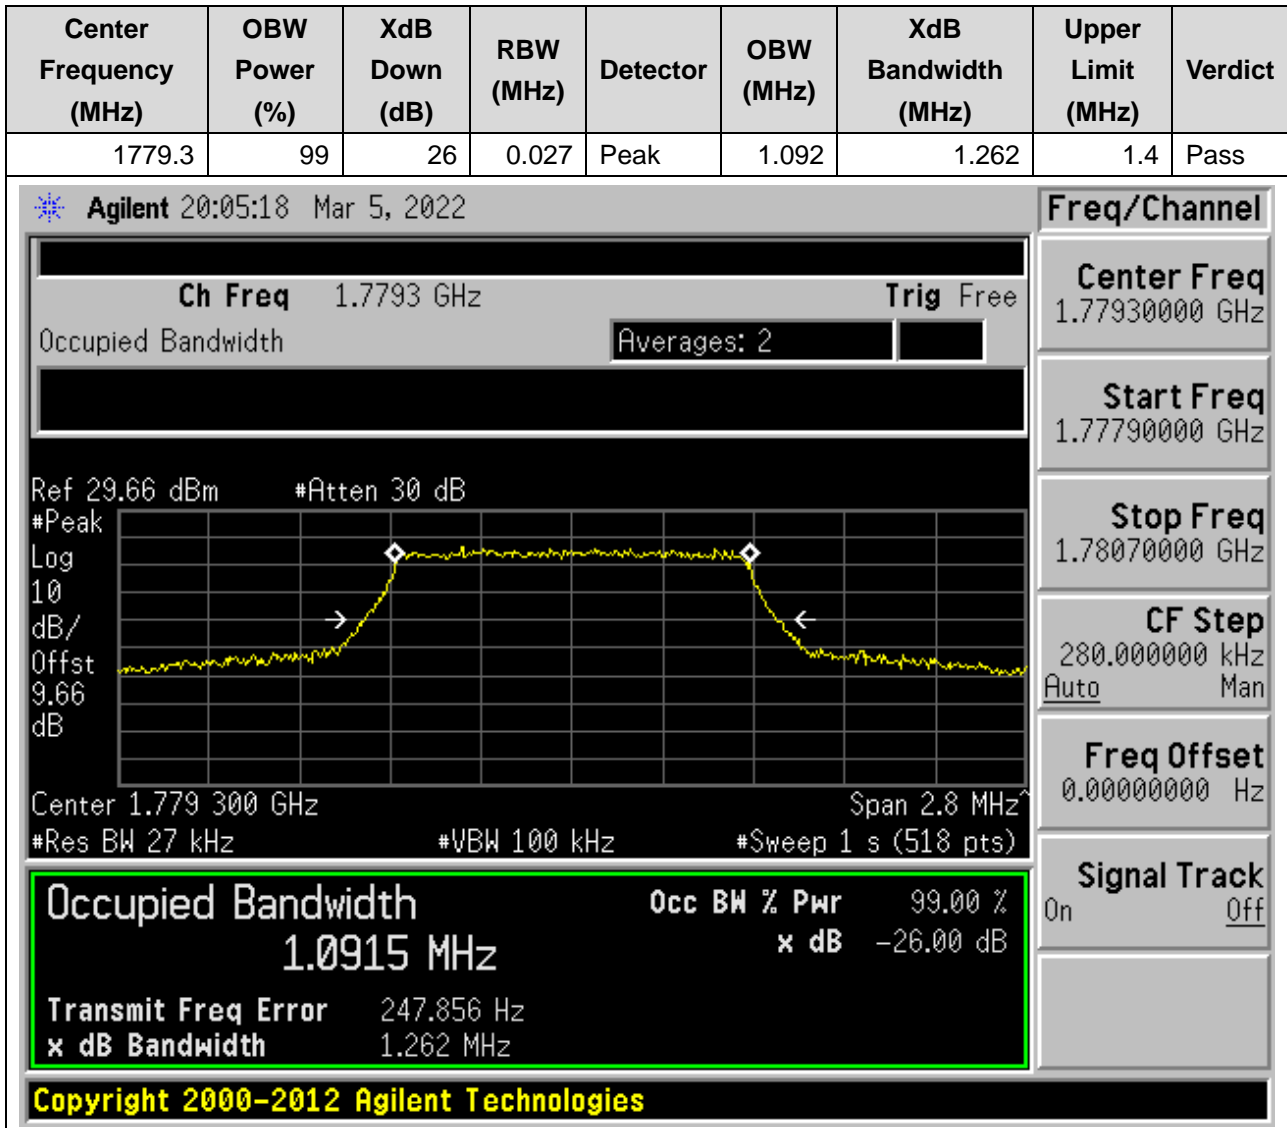 Center Frequency (MHz) OBW Power (%) XdB Down (dB) RBW (MHz) Detector OBW (MHz) XdB Bandwidth (MHz) Upper Limit (MHz) Verdict
1779.3 99 26 0.027 Peak 1.092 1.262 1.4 Pass
Agilent 20:05:18 Mar 5, 2022
Ch Freq 1.7793 GHz Trig Free
Occupied Bandwidth Averages: 2
Ref 29.66 dBm #Atten 30 dB
#Peak
Log
10
dB/
Offst
9.66
dB
Center 1.779 300 GHz Span 2.8 MHz^
#Res BW 27 kHz #VBW 100 kHz #Sweep 1 s (518 pts)
Occupied Bandwidth Occ BW % Pwr 99.00 %
1.0915 MHz x dB -26.00 dB
Transmit Freq Error 247.856 Hz
x dB Bandwidth 1.262 MHz
Copyright 2000-2012 Agilent Technologies
Freq/Channel
Center Freq
1.77930000 GHz
Start Freq
1.77790000 GHz
Stop Freq
1.78070000 GHz
CF Step
280.000000 kHz
Auto Man
Freq Offset
0.00000000 Hz
Signal Track
On Off